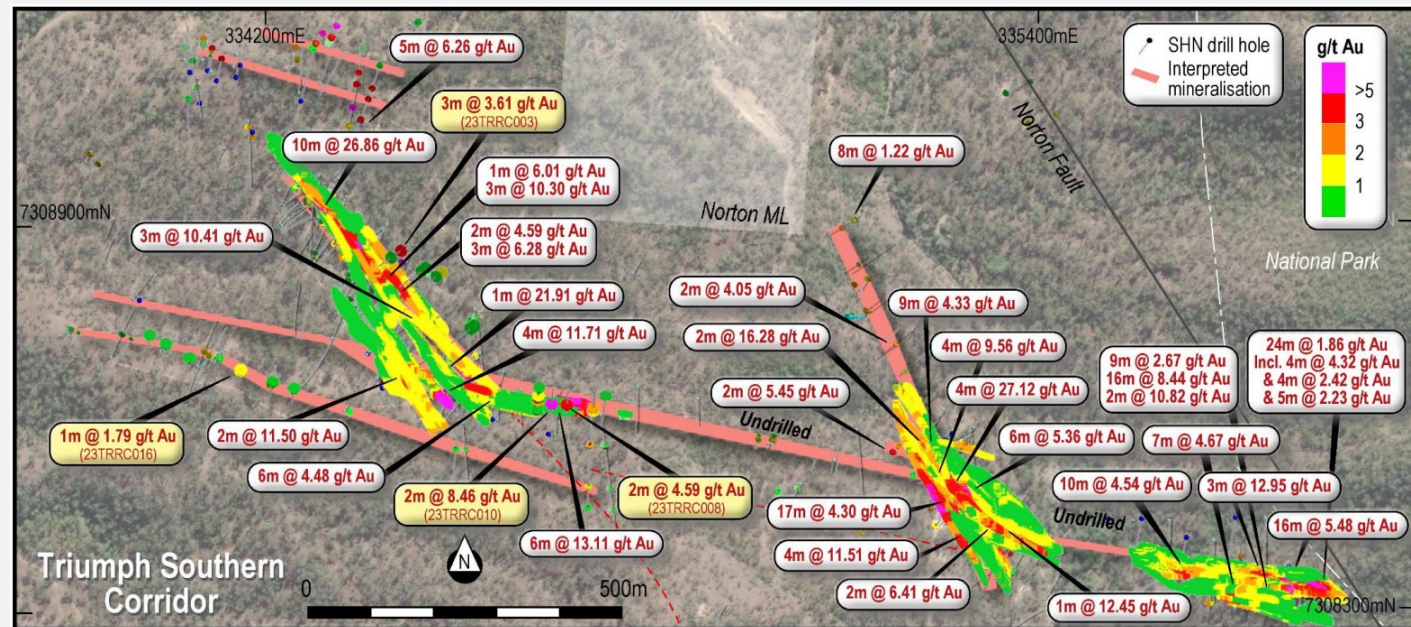 334200mE
335400mE
5m @ 6.26 g/t Au
SHN drill hole
Interpreted
mineralisation
g/t Au
>5
3
2
1
3m @ 3.61 g/t Au
(23TRRC003)
10m @ 26.86 g/t Au
Norton Fault
1m @ 6.01 g/t Au
3m @ 10.30 g/t Au
8m @ 1.22 g/t Au
7308900mN
Norton ML
3m @ 10.41 g/t Au
2m @ 4.59 g/t Au
3m @ 6.28 g/t Au
National Park
1m @ 21.91 g/t Au
2m @ 4.05 g/t Au
9m @ 4.33 g/t Au
4m @ 11.71 g/t Au
2m @ 16.28 g/t Au
4m @ 9.56 g/t Au
24m @ 1.86 g/t Au
Incl. 4m @ 4.32 g/t Au
& 4m @ 2.42 g/t Au
& 5m @ 2.23 g/t Au
9m @ 2.67 g/t Au
16m @ 8.44 g/t Au
2m @ 10.82 g/t Au
2m @ 5.45 g/t Au
4m @ 27.12 g/t Au
Undrilled
1m @ 1.79 g/t Au
(23TRRC016)
2m @ 11.50 g/t Au
6m @ 5.36 g/t Au
7m @ 4.67 g/t Au
6m @ 4.48 g/t Au
10m @ 4.54 g/t Au
3m @ 12.95 g/t Au
2m @ 8.46 g/t Au
(23TRRC010)
2m @ 4.59 g/t Au
(23TRRC008)
17m @ 4.30 g/t Au
Undrilled
16m @ 5.48 g/t Au
6m @ 13.11 g/t Au
4m @ 11.51 g/t Au
Triumph Southern
Corridor
N
0
500m
2m @ 6.41 g/t Au
1m @ 12.45 g/t Au
7308300mN